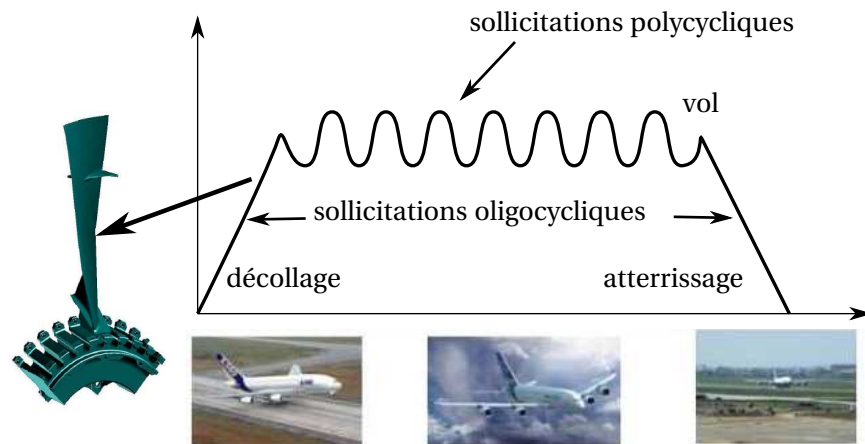 sollicitations polycycliques
vol
sollicitations oligocycliques
décollage
atterrissage